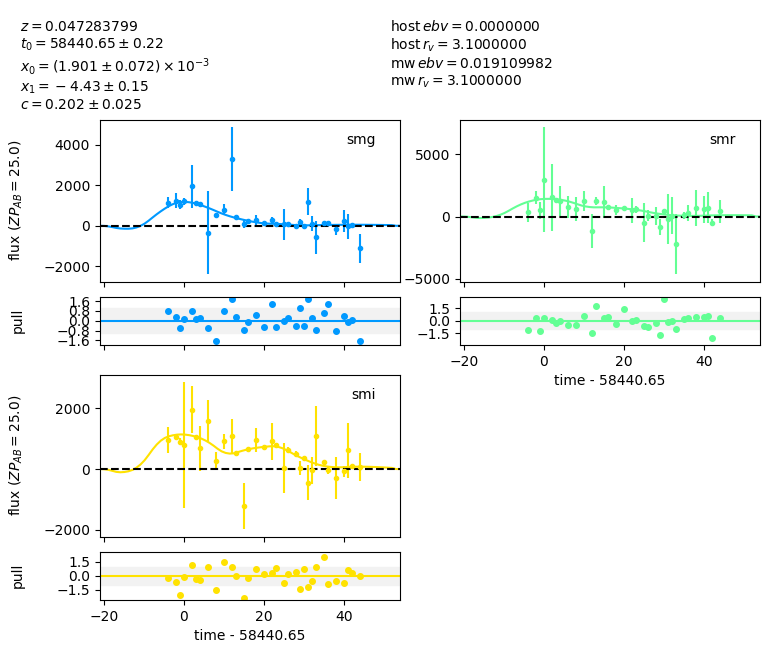 z = 0.047283799
t₀ = 58440.65 ± 0.22
x₀ = (1.901 ± 0.072) × 10⁻³
x₁ = −4.43 ± 0.15
c = 0.202 ± 0.025
host ebv = 0.0000000
host rᵥ = 3.1000000
mw ebv = 0.019109982
mw rᵥ = 3.1000000
smg
flux (ZP_AB = 25.0)
4000
2000
0
−2000
smr
5000
0
−5000
pull
1.6
0.8
0.0
−0.8
−1.6
1.5
0.0
−1.5
−20 0 20 40
time - 58440.65
smi
flux (ZP_AB = 25.0)
2000
0
−2000
pull
1.5
0.0
−1.5
−20 0 20 40
time - 58440.65